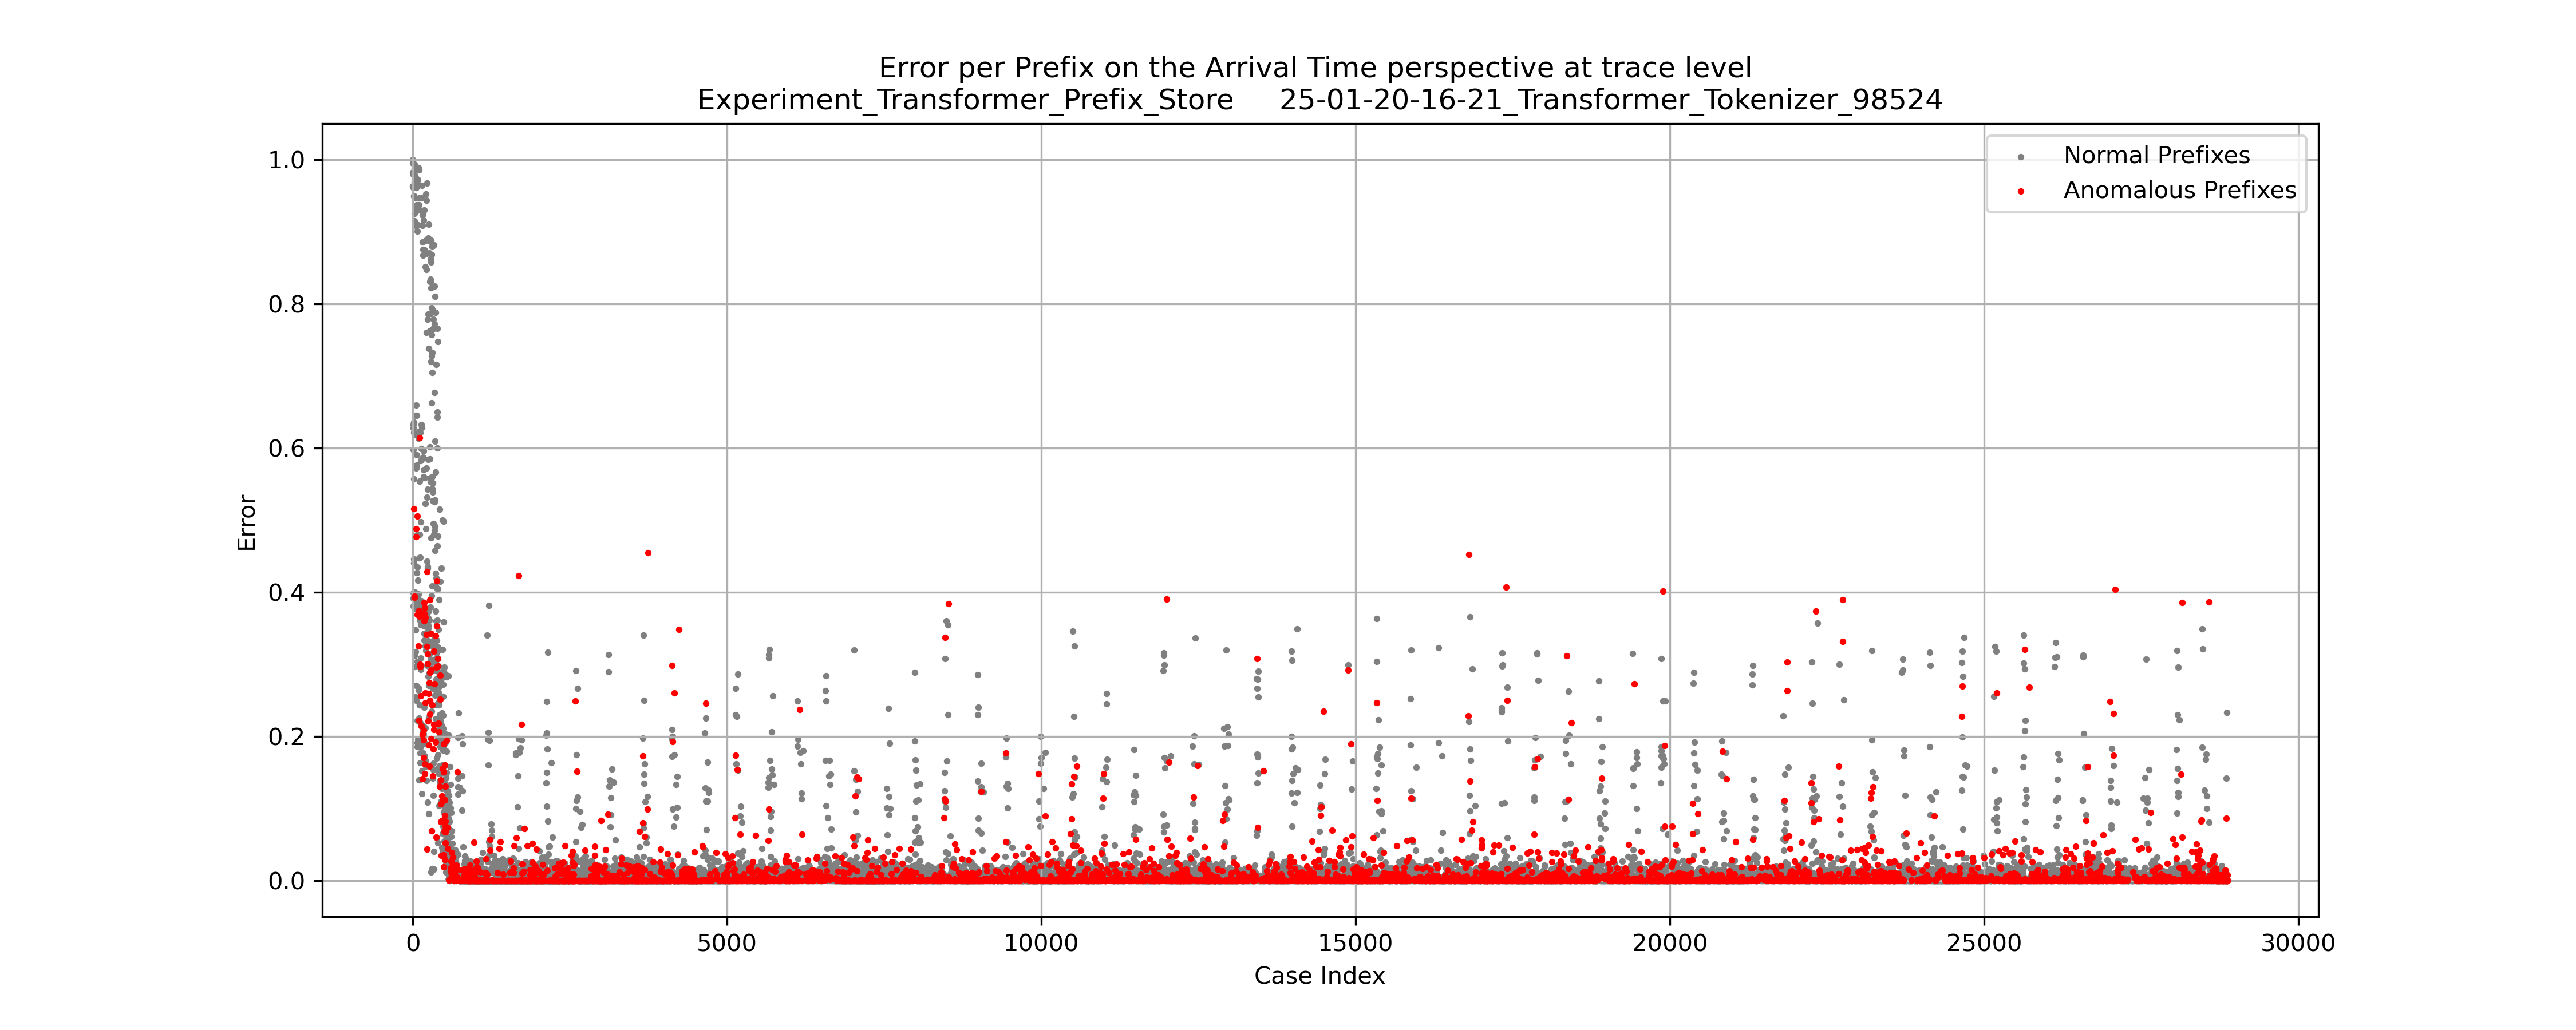 Error per Prefix on the Arrival Time perspective at trace level
Experiment_Transformer_Prefix_Store 25-01-20-16-21_Transformer_Tokenizer_98524
Normal Prefixes
Anomalous Prefixes
1.0
0.8
0.6
0.4
0.2
0.0
Error
0 5000 10000 15000 20000 25000 30000
Case Index